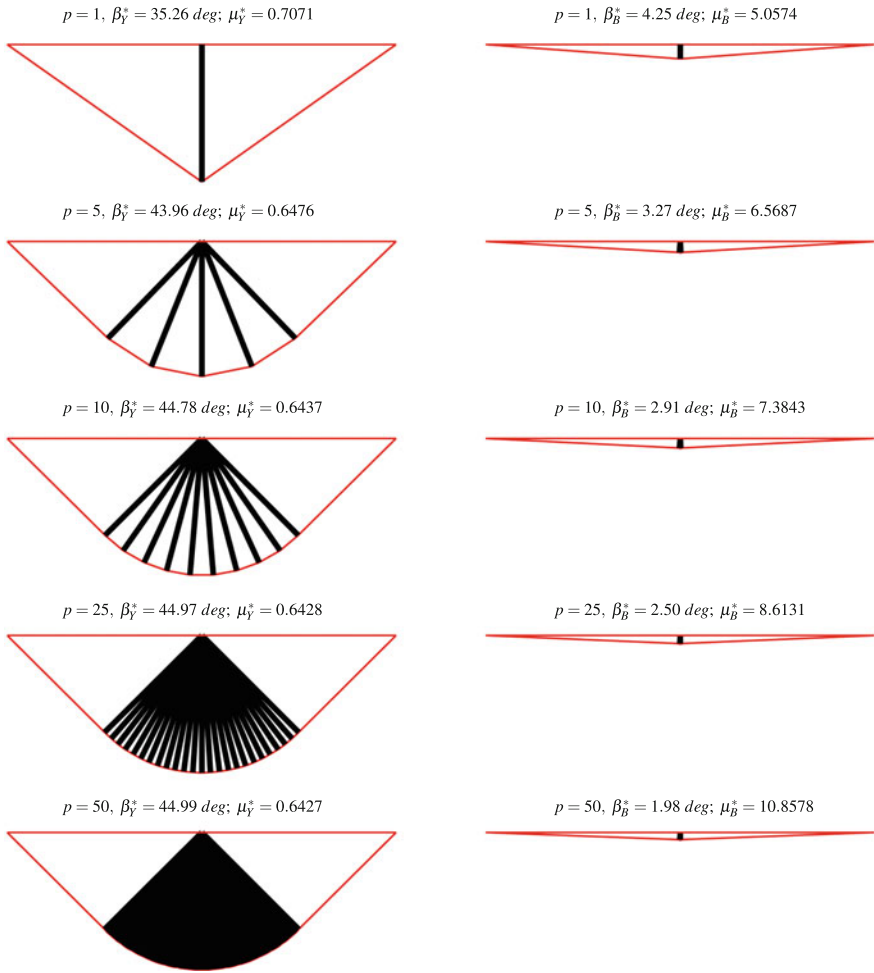 p = 1, β*_Y = 35.26 deg; μ*_Y = 0.7071
p = 1, β*_B = 4.25 deg; μ*_B = 5.0574
p = 5, β*_Y = 43.96 deg; μ*_Y = 0.6476
p = 5, β*_B = 3.27 deg; μ*_B = 6.5687
p = 10, β*_Y = 44.78 deg; μ*_Y = 0.6437
p = 10, β*_B = 2.91 deg; μ*_B = 7.3843
p = 25, β*_Y = 44.97 deg; μ*_Y = 0.6428
p = 25, β*_B = 2.50 deg; μ*_B = 8.6131
p = 50, β*_Y = 44.99 deg; μ*_Y = 0.6427
p = 50, β*_B = 1.98 deg; μ*_B = 10.8578